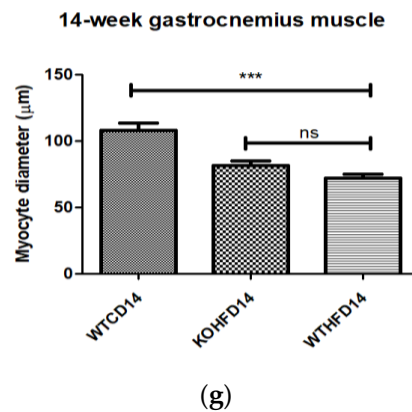 14-week gastrocnemius muscle
Myocyte diameter (μm)
150
100
50
0
***
ns
WTCD14
KOHFD14
WTHFD14
(g)